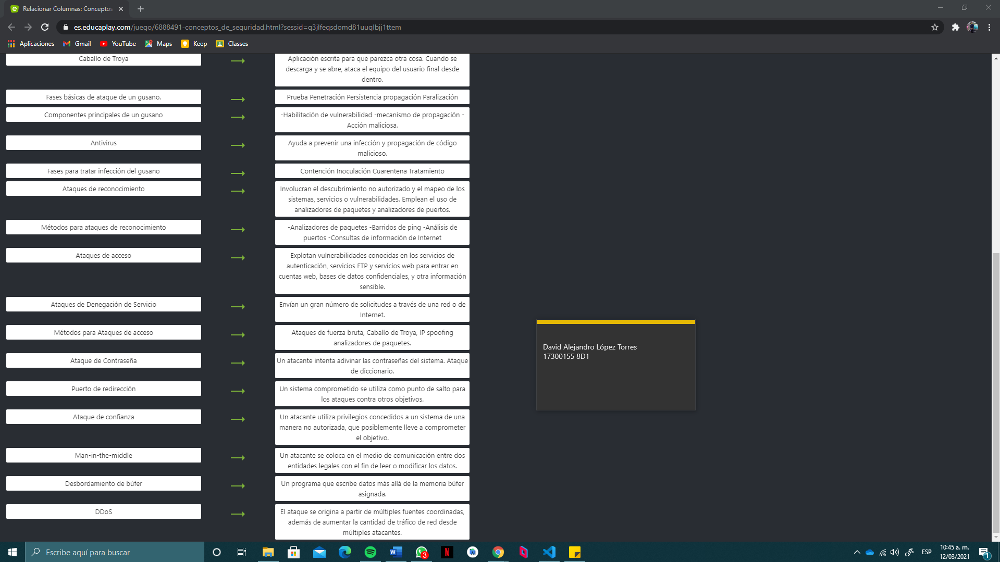 Relacionar Columnas: Conceptos
es.educaplay.com/juego/6888491-conceptos_de_seguridad.html?sessid=q3jlfeqsdomd81uuqlbjj1ttem
Aplicaciones Gmail YouTube Maps Keep Classes
Caballo de Troya
Aplicación escrita para que parezca otra cosa. Cuando se
descarga y se abre, ataca el equipo del usuario final desde
dentro.
Fases básicas de ataque de un gusano.
Prueba Penetración Persistencia propagación Paralización
Componentes principales de un gusano
-Habilitación de vulnerabilidad -mecanismo de propagación -
Acción maliciosa.
Antivirus
Ayuda a prevenir una infección y propagación de código
malicioso.
Fases para tratar infección del gusano
Contención Inoculación Cuarentena Tratamiento
Ataques de reconocimiento
Involucran el descubrimiento no autorizado y el mapeo de los
sistemas, servicios o vulnerabilidades. Emplean el uso de
analizadores de paquetes y analizadores de puertos.
Métodos para ataques de reconocimiento
-Analizadores de paquetes -Barridos de ping -Análisis de
puertos -Consultas de información de Internet
Ataques de acceso
Explotan vulnerabilidades conocidas en los servicios de
autenticación, servicios FTP y servicios web para entrar en
cuentas web, bases de datos confidenciales, y otra información
sensible.
Ataques de Denegación de Servicio
Envían un gran número de solicitudes a través de una red o de
Internet.
Métodos para Ataques de acceso
Ataques de fuerza bruta, Caballo de Troya, IP spoofing
analizadores de paquetes.
Ataque de Contraseña
Un atacante intenta adivinar las contraseñas del sistema. Ataque
de diccionario.
Puerto de redirección
Un sistema comprometido se utiliza como punto de salto para
los ataques contra otros objetivos.
Ataque de confianza
Un atacante utiliza privilegios concedidos a un sistema de una
manera no autorizada, que posiblemente lleve a comprometer
el objetivo.
Man-in-the-middle
Un atacante se coloca en el medio de comunicación entre dos
entidades legales con el fin de leer o modificar los datos.
Desbordamiento de búfer
Un programa que escribe datos más allá de la memoria búfer
asignada.
DDoS
El ataque se origina a partir de múltiples fuentes coordinadas,
además de aumentar la cantidad de tráfico de red desde
múltiples atacantes.
David Alejandro López Torres
17300155 8D1
Escribe aquí para buscar
3
ESP
10:45 a. m.
12/03/2021
1